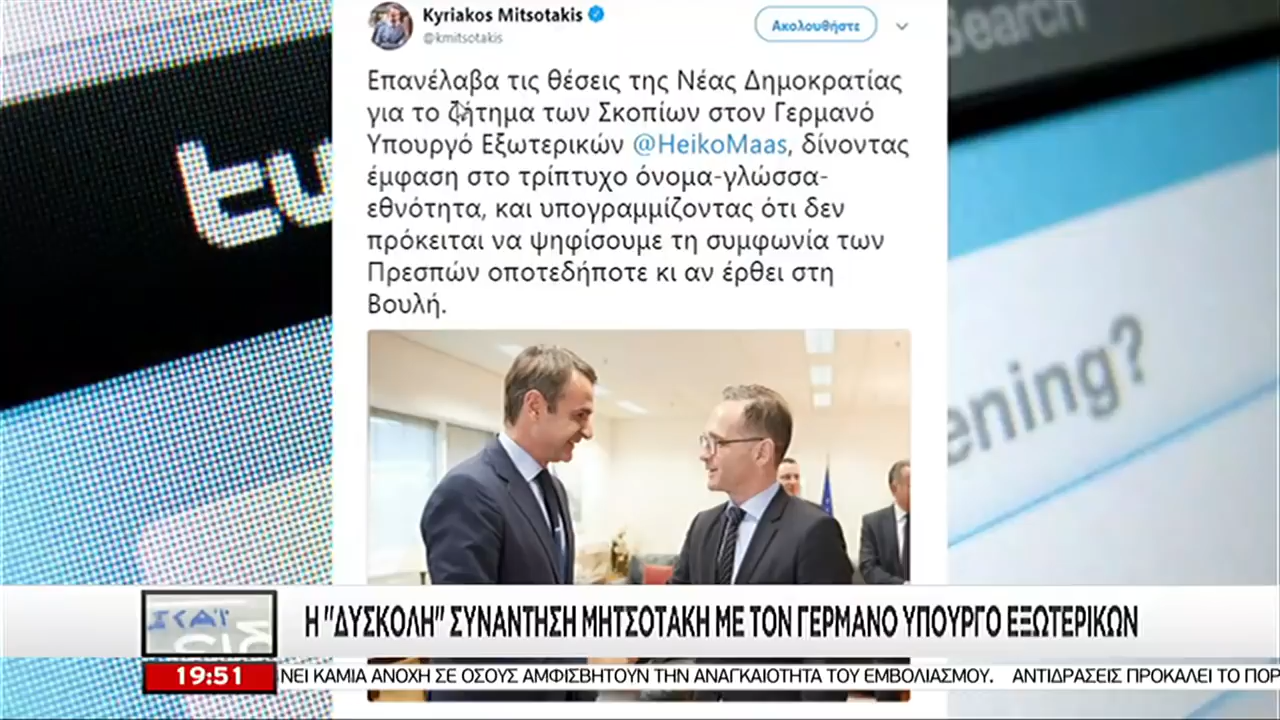 Kyriakos Mitsotakis
@kmitsotakis
Ακολουθήστε
Επανέλαβα τις θέσεις της Νέας Δημοκρατίας
για το ζήτημα των Σκοπίων στον Γερμανό
Υπουργό Εξωτερικών @HeikoMaas, δίνοντας
έμφαση στο τρίπτυχο όνομα-γλώσσα-
εθνότητα, και υπογραμμίζοντας ότι δεν
πρόκειται να ψηφίσουμε τη συμφωνία των
Πρεσπών οποτεδήποτε κι αν έρθει στη
Βουλή.
Search
ening?
Η "ΔΥΣΚΟΛΗ" ΣΥΝΑΝΤΗΣΗ ΜΗΤΣΟΤΑΚΗ ΜΕ ΤΟΝ ΓΕΡΜΑΝΟ ΥΠΟΥΡΓΟ ΕΞΩΤΕΡΙΚΩΝ
19:51
ΝΕΙ ΚΑΜΙΑ ΑΝΟΧΗ ΣΕ ΟΣΟΥΣ ΑΜΦΙΣΒΗΤΟΥΝ ΤΗΝ ΑΝΑΓΚΑΙΟΤΗΤΑ ΤΟΥ ΕΜΒΟΛΙΑΣΜΟΥ. ΑΝΤΙΔΡΑΣΕΙΣ ΠΡΟΚΑΛΕΙ ΤΟ ΠΟΡ